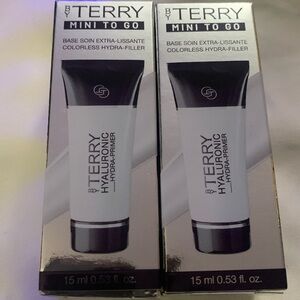 BY TERRY
MINI TO GO
BASE SOIN EXTRA-LISSANTE
COLORLESS HYDRA-FILLER
BY TERRY
HYALURONIC
HYDRA-PRIMER
15 ml 0.53 fl. oz.
BY TERRY
MINI TO GO
BASE SOIN EXTRA-LISSANTE
COLORLESS HYDRA-FILLER
BY TERRY
HYALURONIC
HYDRA-PRIMER
15 ml 0.53 fl. oz.